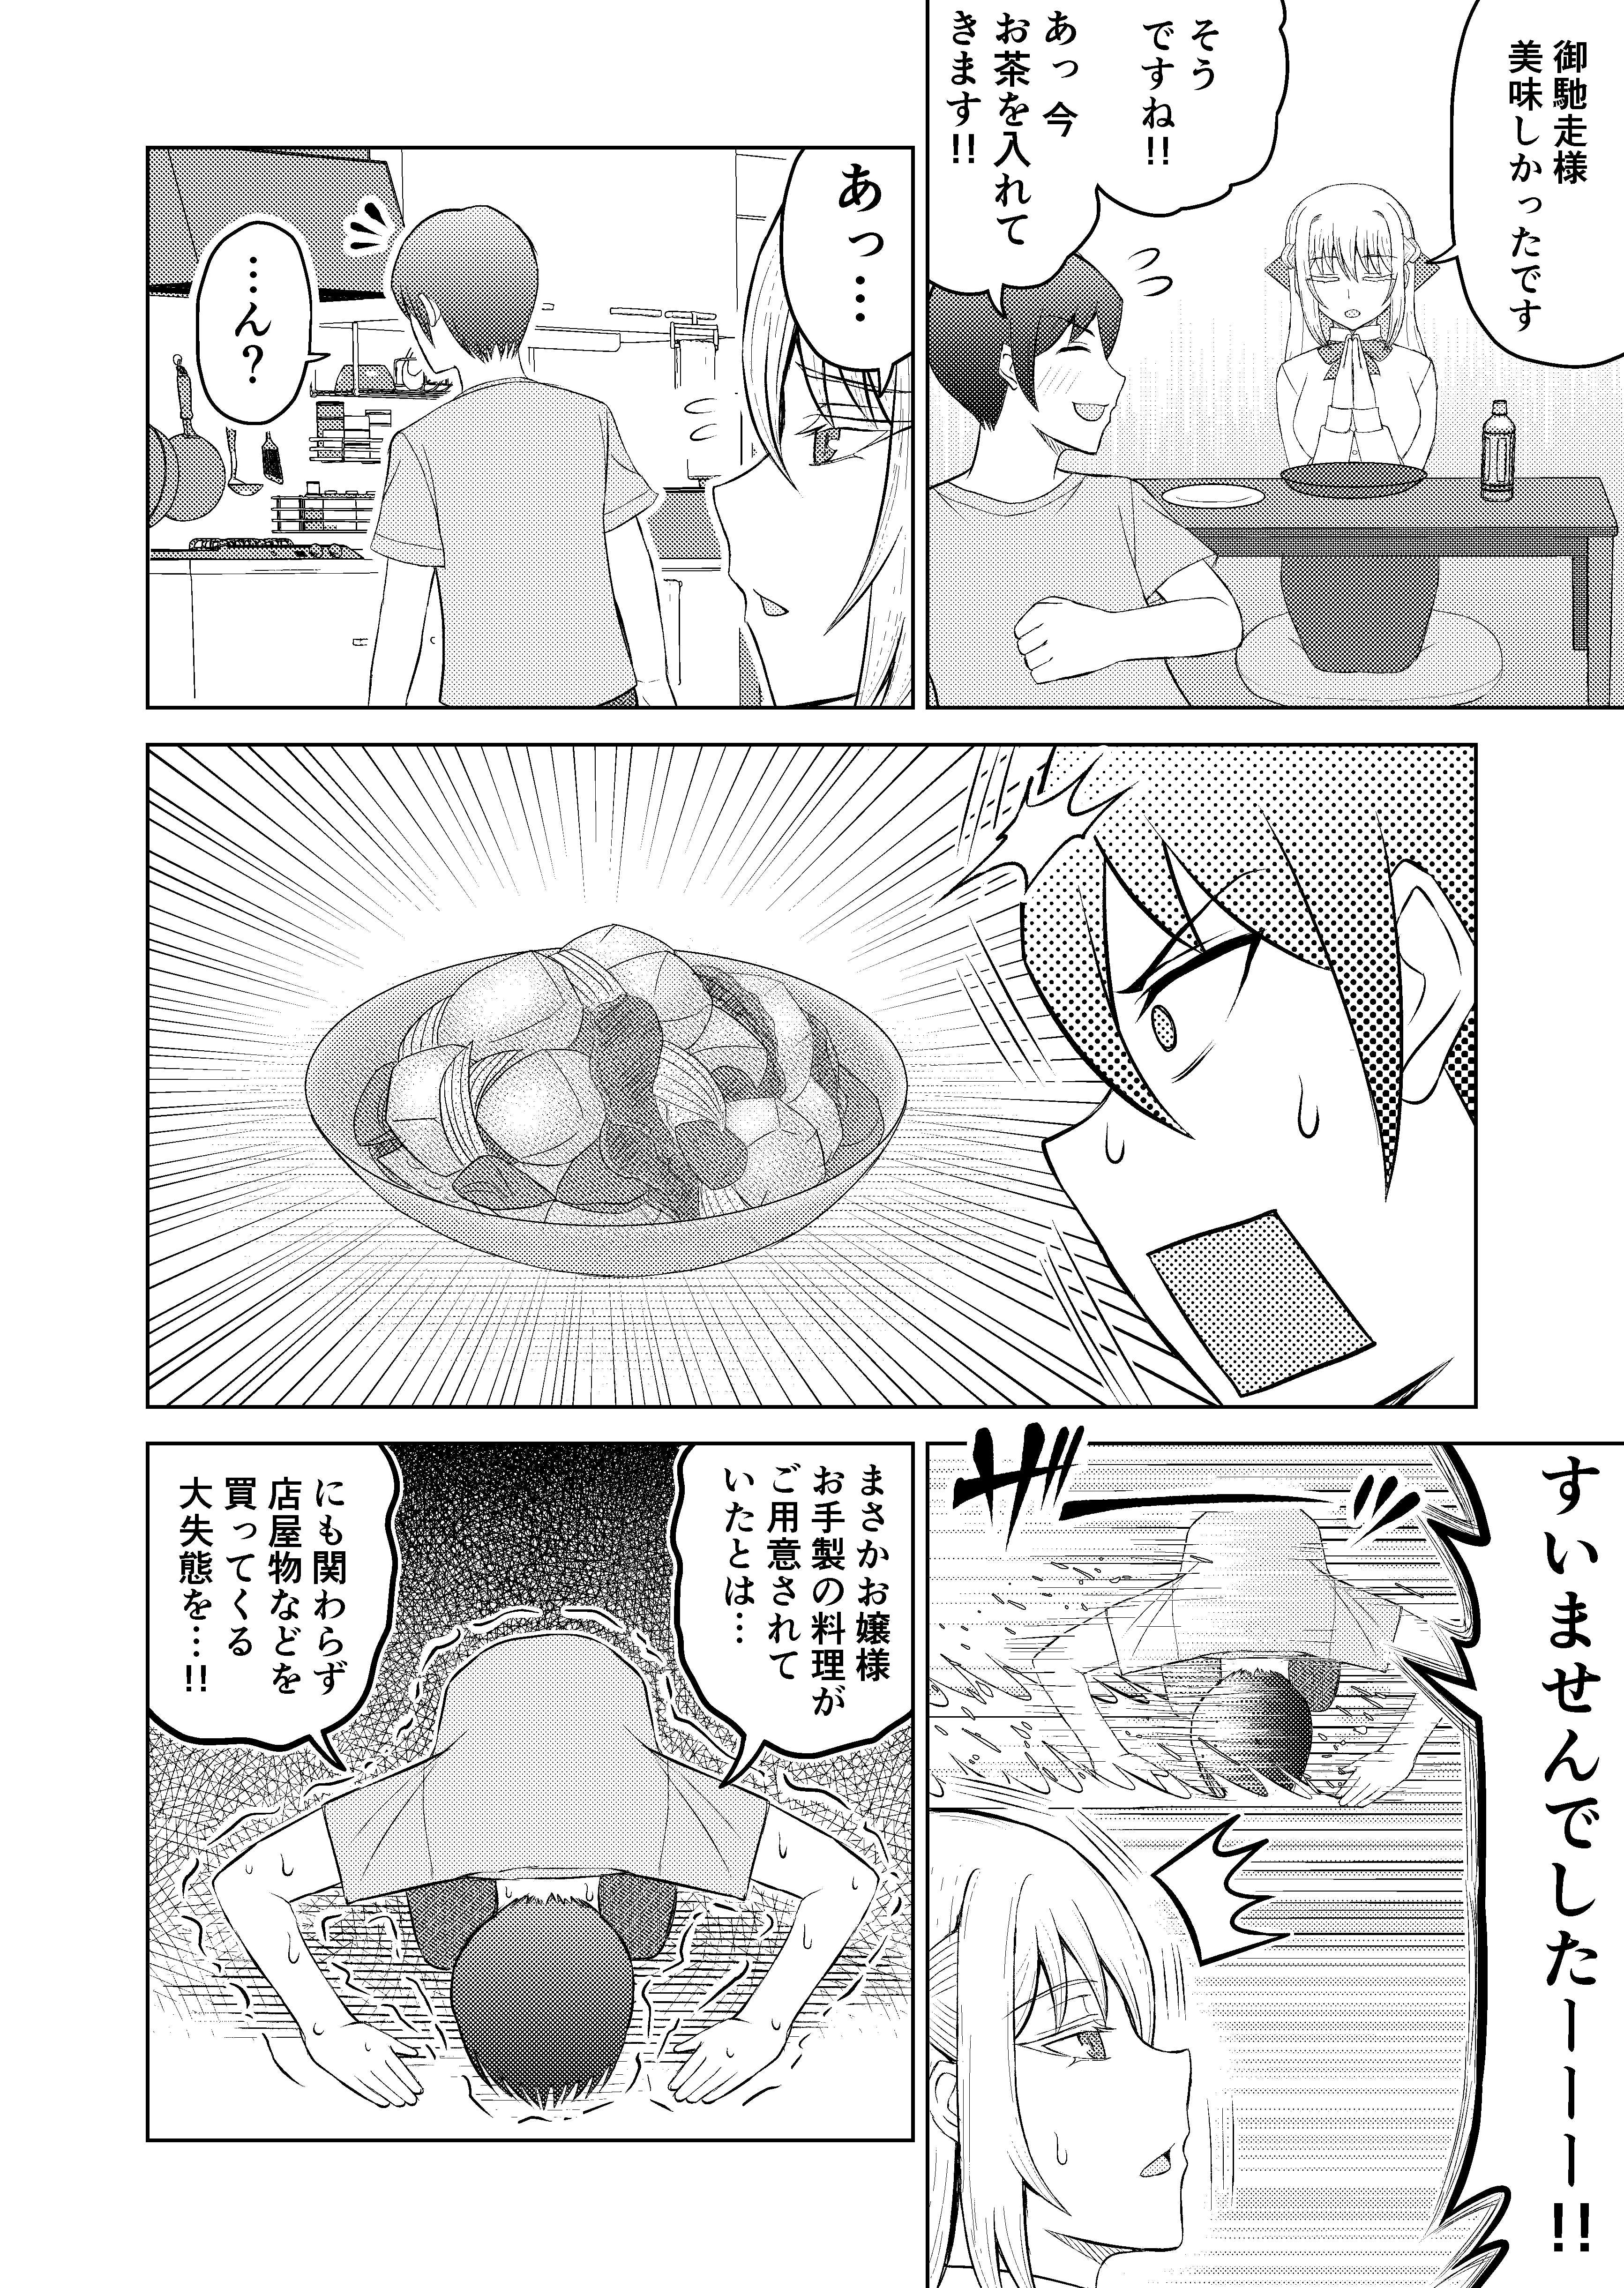 御馳走様
美味しかったです
そう
ですね!!
あっ 今
お茶を入れて
きます!!
あっ…
…ん?
すいませんでしたーーー!!
ザーッ
まさかお嬢様
お手製の料理が
ご用意されて
いたとは…
にも関わらず
店屋物などを
買ってくる
大失態を…!!